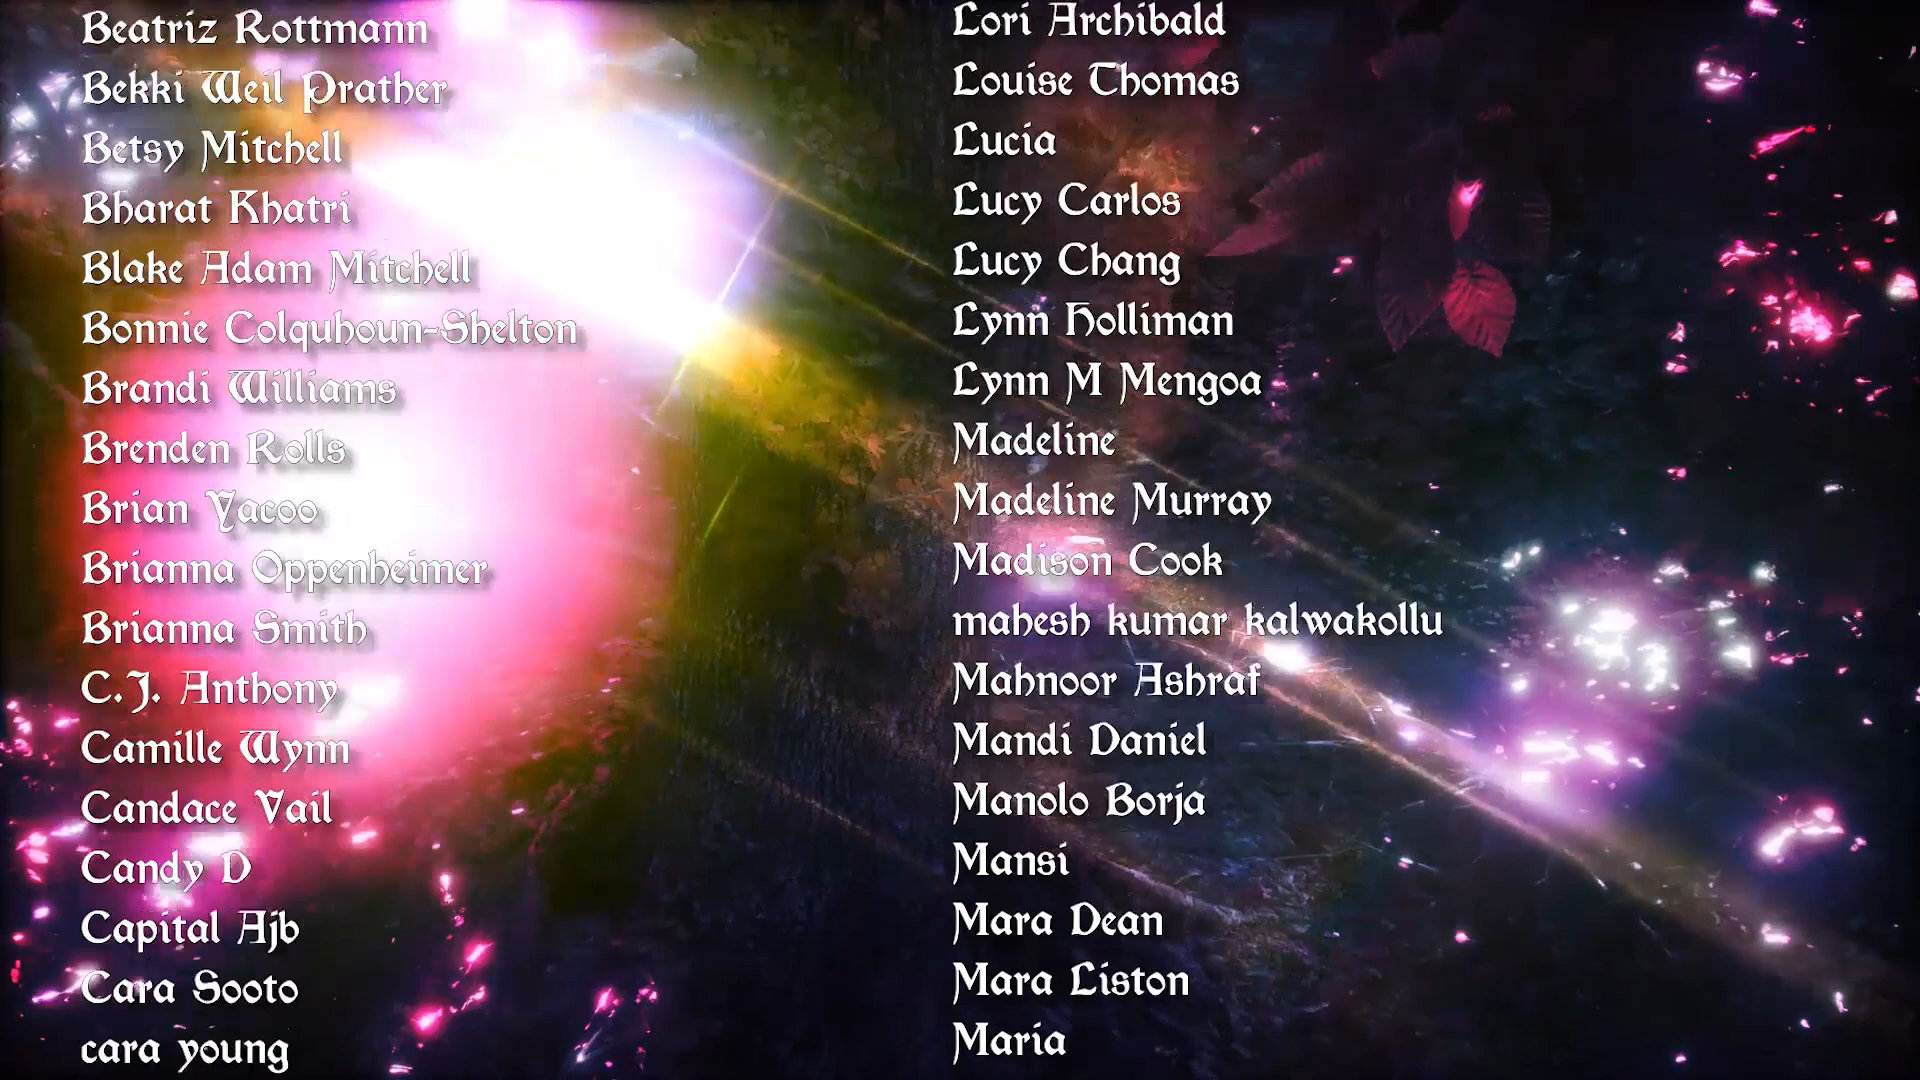 Beatriz Rottmann
Bekki Weil Prather
Betsy Mitchell
Bharat Khatri
Blake Adam Mitchell
Bonnie Colquhoun-Shelton
Brandi Williams
Brenden Rolls
Brian Yacoo
Brianna Oppenheimer
Brianna Smith
C.J. Anthony
Camille Wynn
Candace Vail
Candy D
Capital Ajb
Cara Sooto
cara young
Lori Archibald
Louise Thomas
Lucia
Lucy Carlos
Lucy Chang
Lynn Holliman
Lynn M Mengoa
Madeline
Madeline Murray
Madison Cook
mahesh kumar kalwakollu
Mahnoor Ashraf
Mandi Daniel
Manolo Borja
Mansi
Mara Dean
Mara Liston
Maria